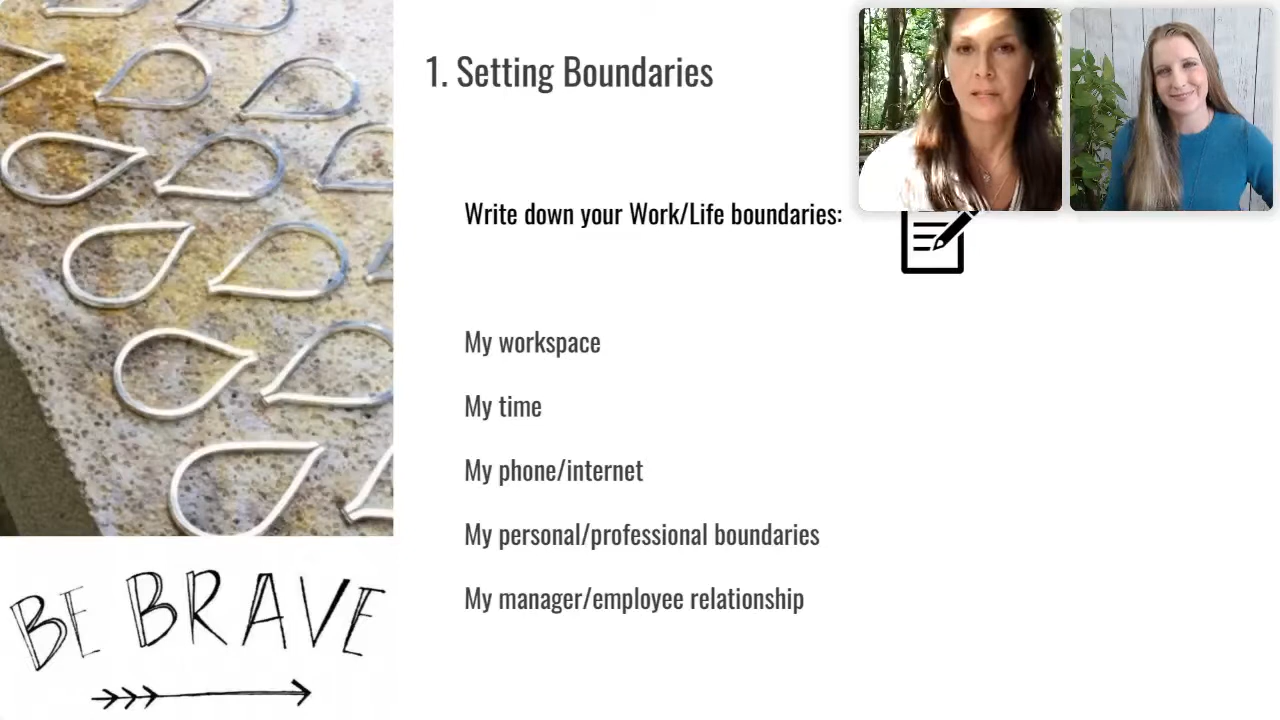 1. Setting Boundaries
Write down your Work/Life boundaries:
My workspace
My time
My phone/internet
My personal/professional boundaries
My manager/employee relationship
BE BRAVE